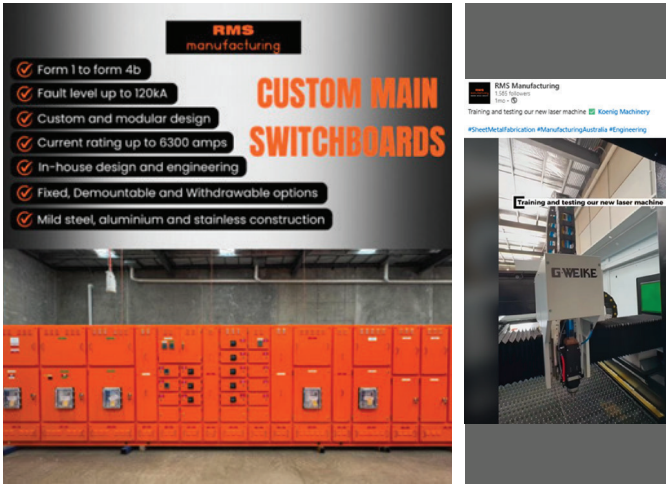 RMS
manufacturing
Form 1 to form 4b
Fault level up to 120kA
Custom and modular design
Current rating up to 6300 amps
In-house design and engineering
Fixed, Demountable and Withdrawable options
Mild steel, aluminium and stainless construction
CUSTOM MAIN
SWITCHBOARDS
RMS Manufacturing
1,585 followers
1mo
Training and testing our new laser machine ✅ Koenig Machinery
#SheetMetalFabrication #ManufacturingAustralia #Engineering
Training and testing our new laser machine
G-WEIKE